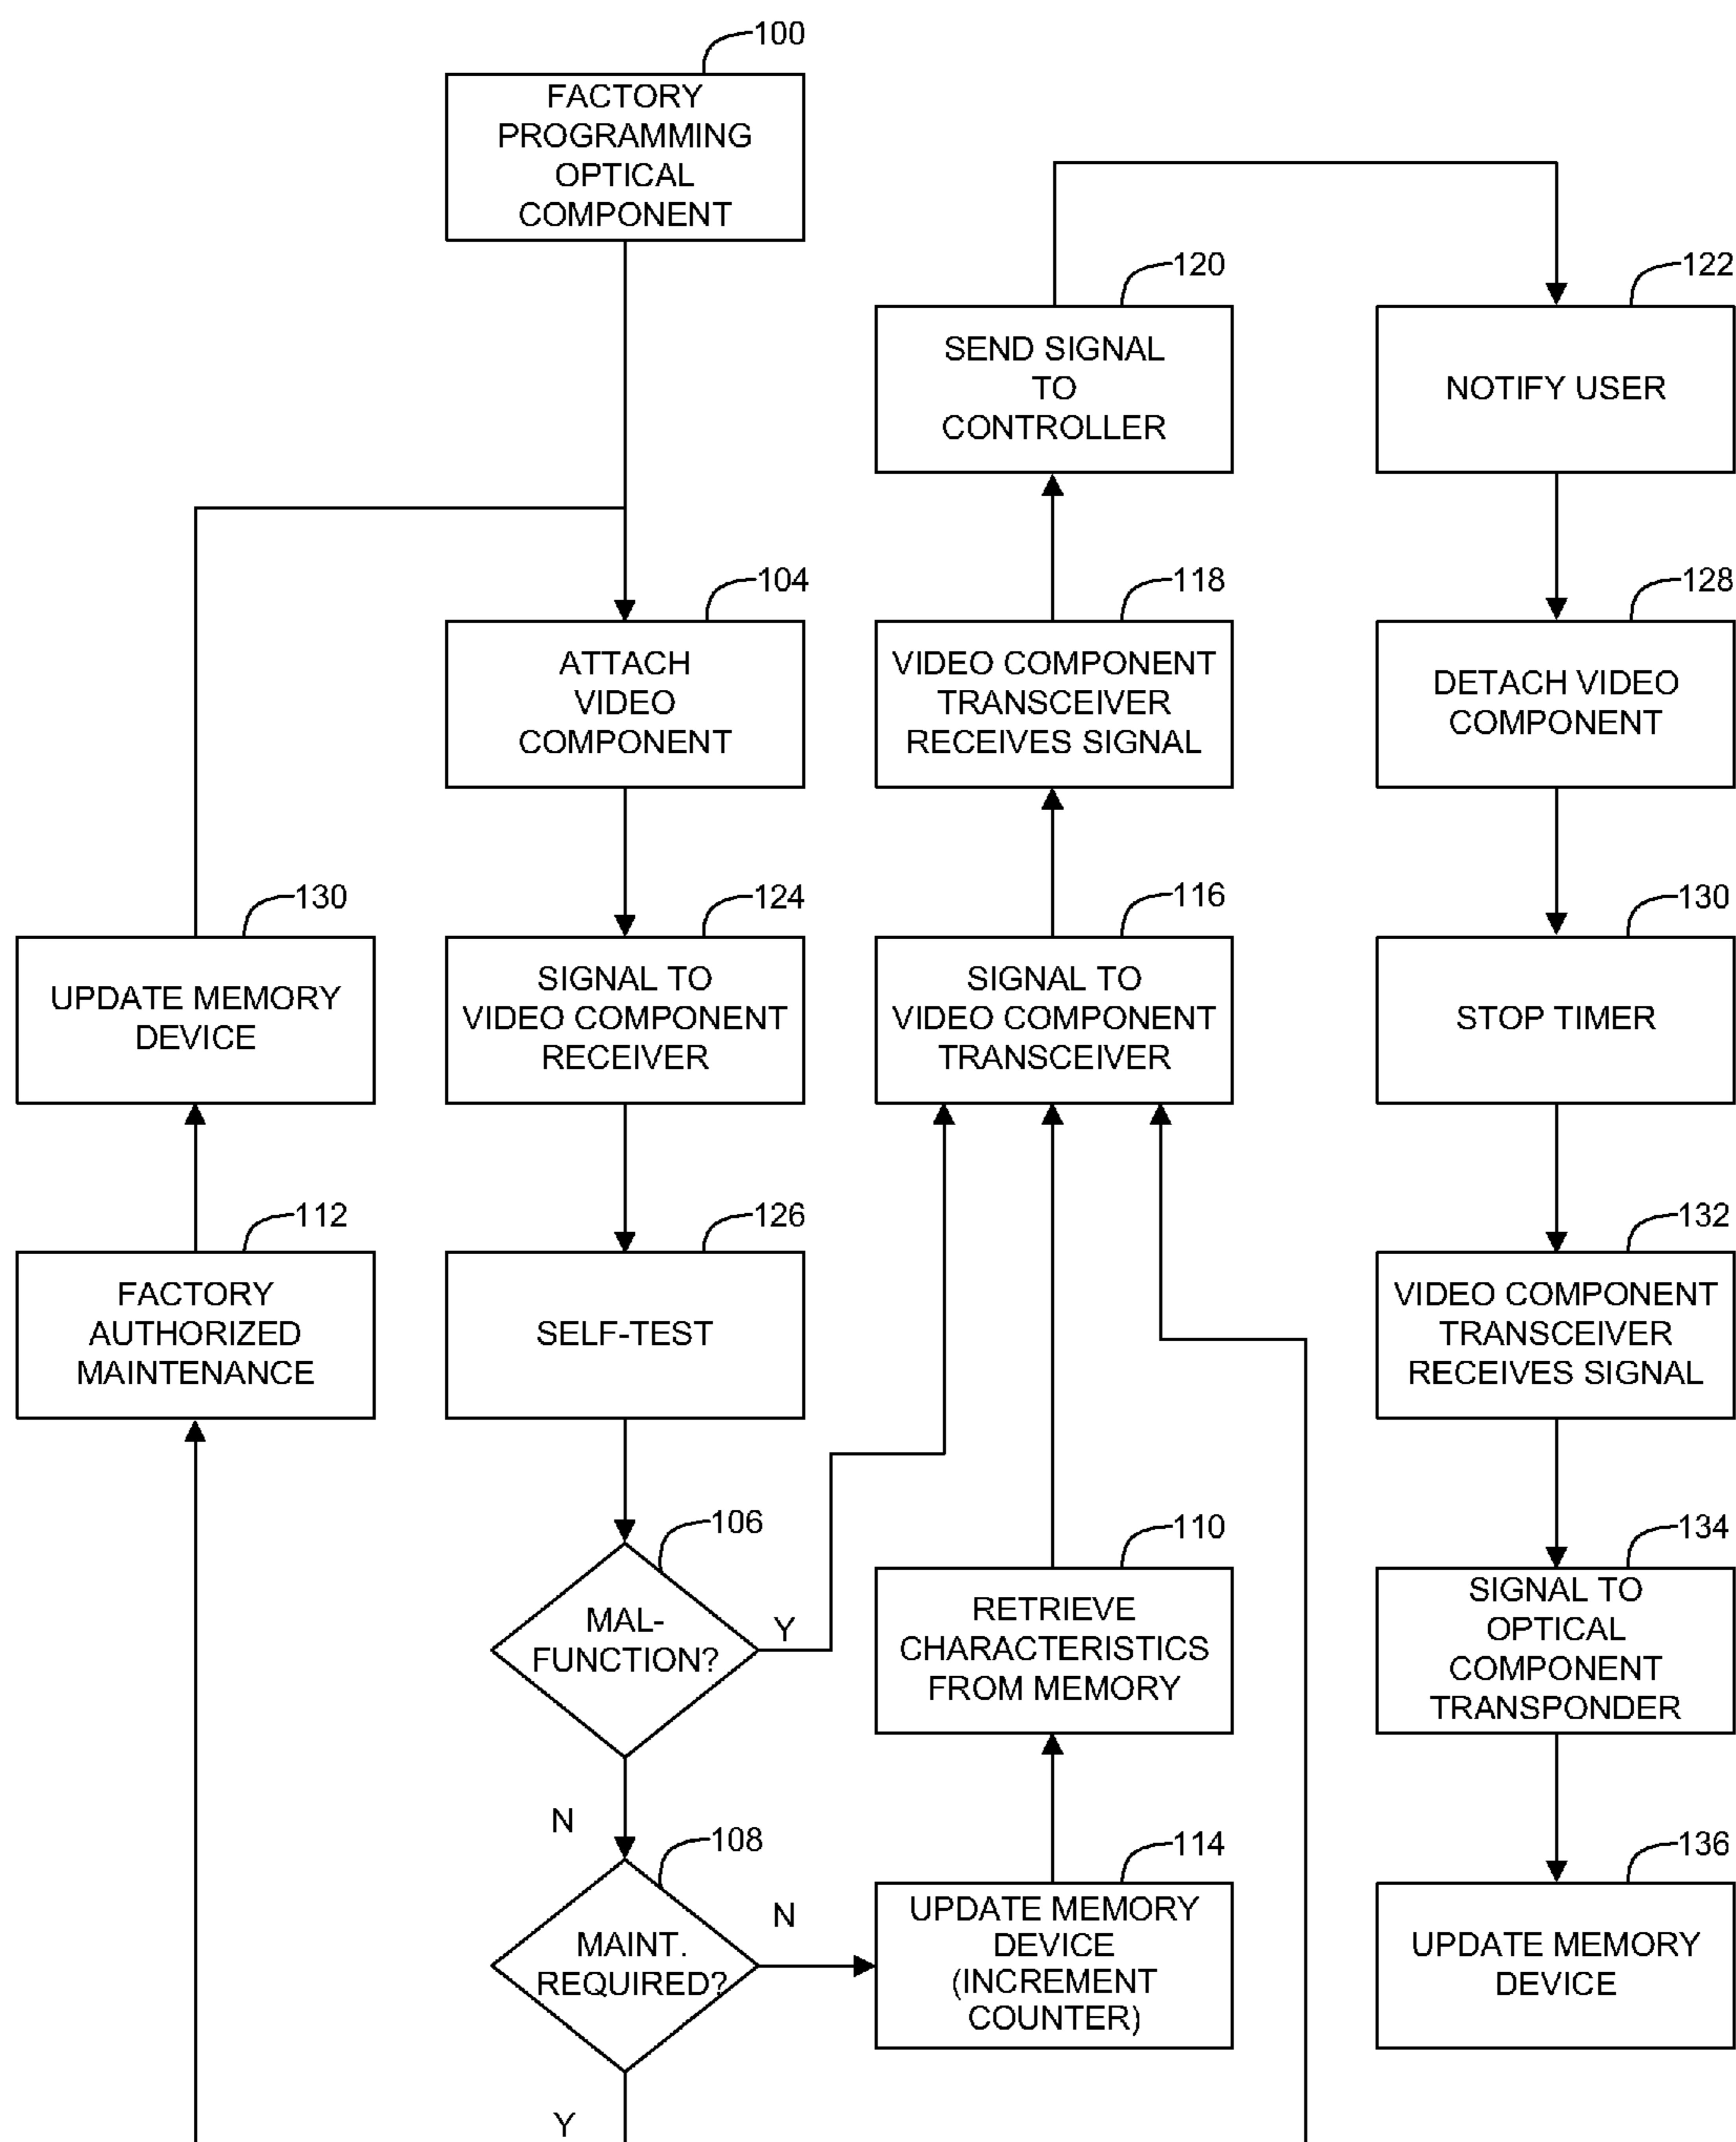 100
FACTORY
PROGRAMMING
OPTICAL
COMPONENT
104
ATTACH
VIDEO
COMPONENT
124
SIGNAL TO
VIDEO COMPONENT
RECEIVER
126
SELF-TEST
106
MAL-
FUNCTION?
Y
N
108
MAINT.
REQUIRED?
N
Y
130
UPDATE MEMORY
DEVICE
112
FACTORY
AUTHORIZED
MAINTENANCE
120
SEND SIGNAL
TO
CONTROLLER
118
VIDEO COMPONENT
TRANSCEIVER
RECEIVES SIGNAL
116
SIGNAL TO
VIDEO COMPONENT
TRANSCEIVER
110
RETRIEVE
CHARACTERISTICS
FROM MEMORY
114
UPDATE MEMORY
DEVICE
(INCREMENT
COUNTER)
122
NOTIFY USER
128
DETACH VIDEO
COMPONENT
130
STOP TIMER
132
VIDEO COMPONENT
TRANSCEIVER
RECEIVES SIGNAL
134
SIGNAL TO
OPTICAL
COMPONENT
TRANSPONDER
136
UPDATE MEMORY
DEVICE